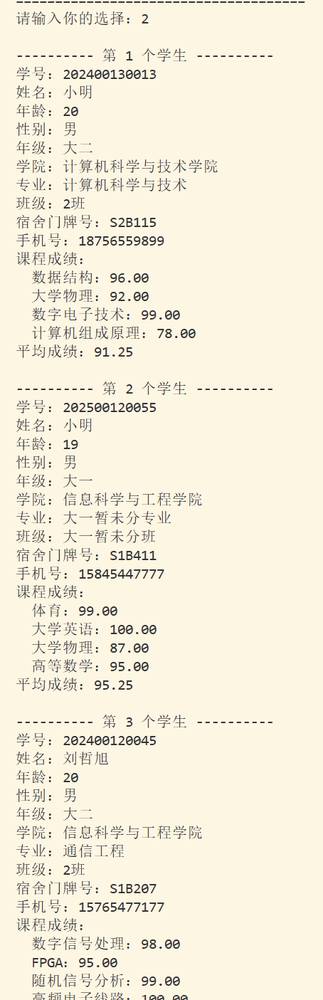 ----------------------------------------
请输入你的选择：2
---------- 第 1 个学生 ----------
学号：202400130013
姓名：小明
年龄：20
性别：男
年级：大二
学院：计算机科学与技术学院
专业：计算机科学与技术
班级：2班
宿舍门牌号：S2B115
手机号：18756559899
课程成绩：
数据结构：96.00
大学物理：92.00
数字电子技术：99.00
计算机组成原理：78.00
平均成绩：91.25
---------- 第 2 个学生 ----------
学号：202500120055
姓名：小明
年龄：19
性别：男
年级：大一
学院：信息科学与工程学院
专业：大一暂未分专业
班级：大一暂未分班
宿舍门牌号：S1B411
手机号：15845447777
课程成绩：
体育：99.00
大学英语：100.00
大学物理：87.00
高等数学：95.00
平均成绩：95.25
---------- 第 3 个学生 ----------
学号：202400120045
姓名：刘哲旭
年龄：20
性别：男
年级：大二
学院：信息科学与工程学院
专业：通信工程
班级：2班
宿舍门牌号：S1B207
手机号：15765477177
课程成绩：
数字信号处理：98.00
FPGA：95.00
随机信号分析：99.00
高频电子线路：100.00